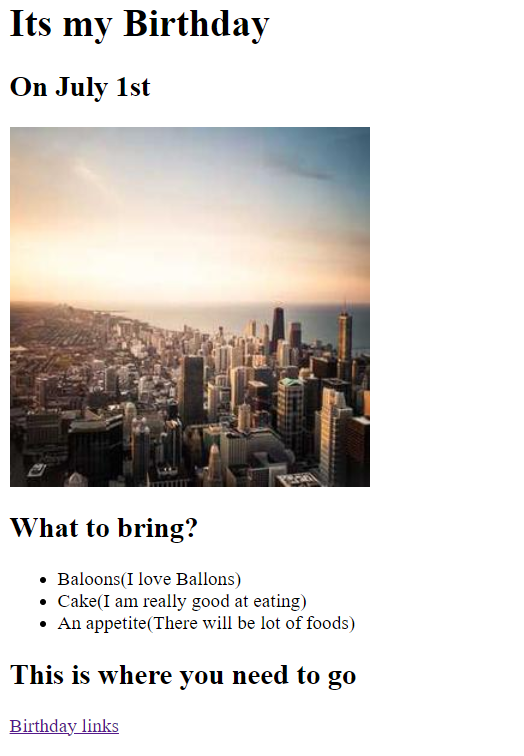 Its my Birthday
On July 1st
What to bring?
Baloons(I love Ballons)
Cake(I am really good at eating)
An appetite(There will be lot of foods)
This is where you need to go
Birthday links